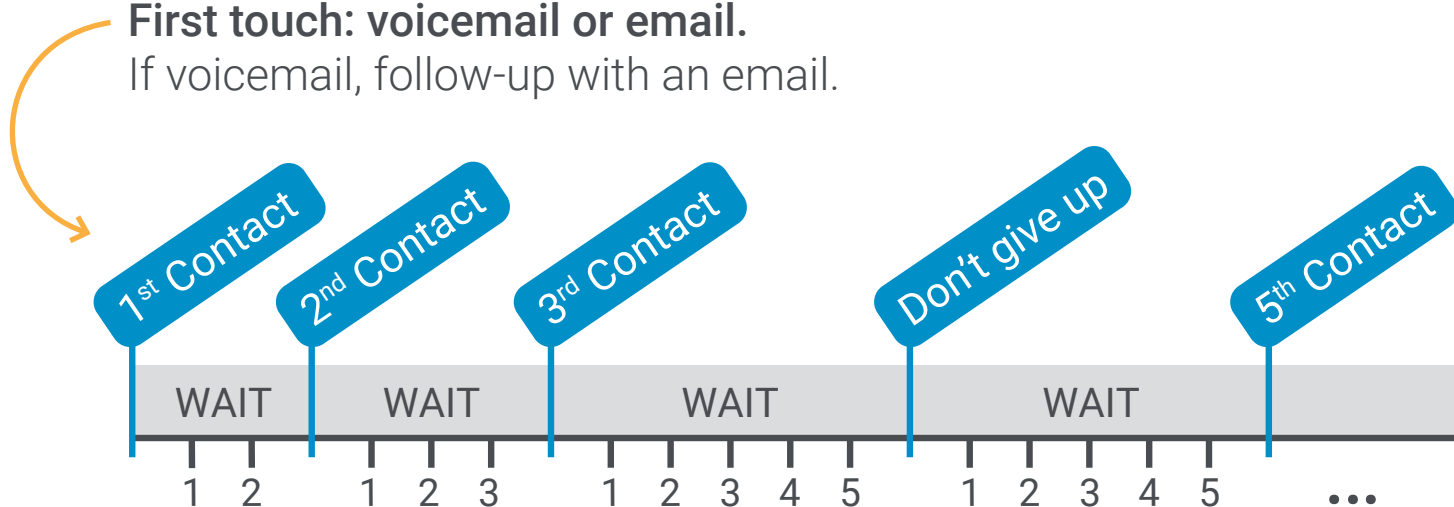 First touch: voicemail or email.
If voicemail, follow-up with an email.
1st Contact
2nd Contact
3rd Contact
Don't give up
5th Contact
WAIT WAIT WAIT WAIT
1 2 1 2 3 1 2 3 4 5 1 2 3 4 5 ...